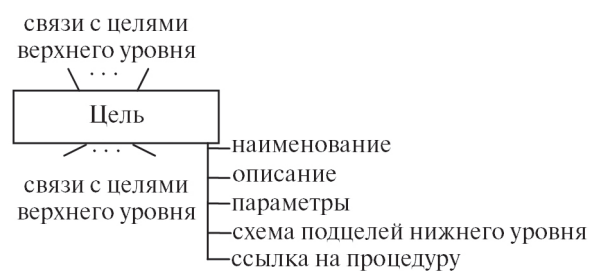 связи с целями
верхнего уровня
. . .
Цель
. . .
наименование
описание
связи с целями
верхнего уровня
параметры
схема подцелей нижнего уровня
ссылка на процедуру